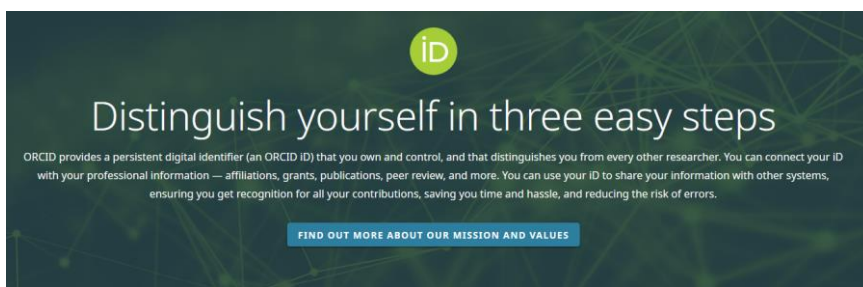 iD
Distinguish yourself in three easy steps
ORCID provides a persistent digital identifier (an ORCID iD) that you own and control, and that distinguishes you from every other researcher. You can connect your iD
with your professional information — affiliations, grants, publications, peer review, and more. You can use your iD to share your information with other systems,
ensuring you get recognition for all your contributions, saving you time and hassle, and reducing the risk of errors.
FIND OUT MORE ABOUT OUR MISSION AND VALUES